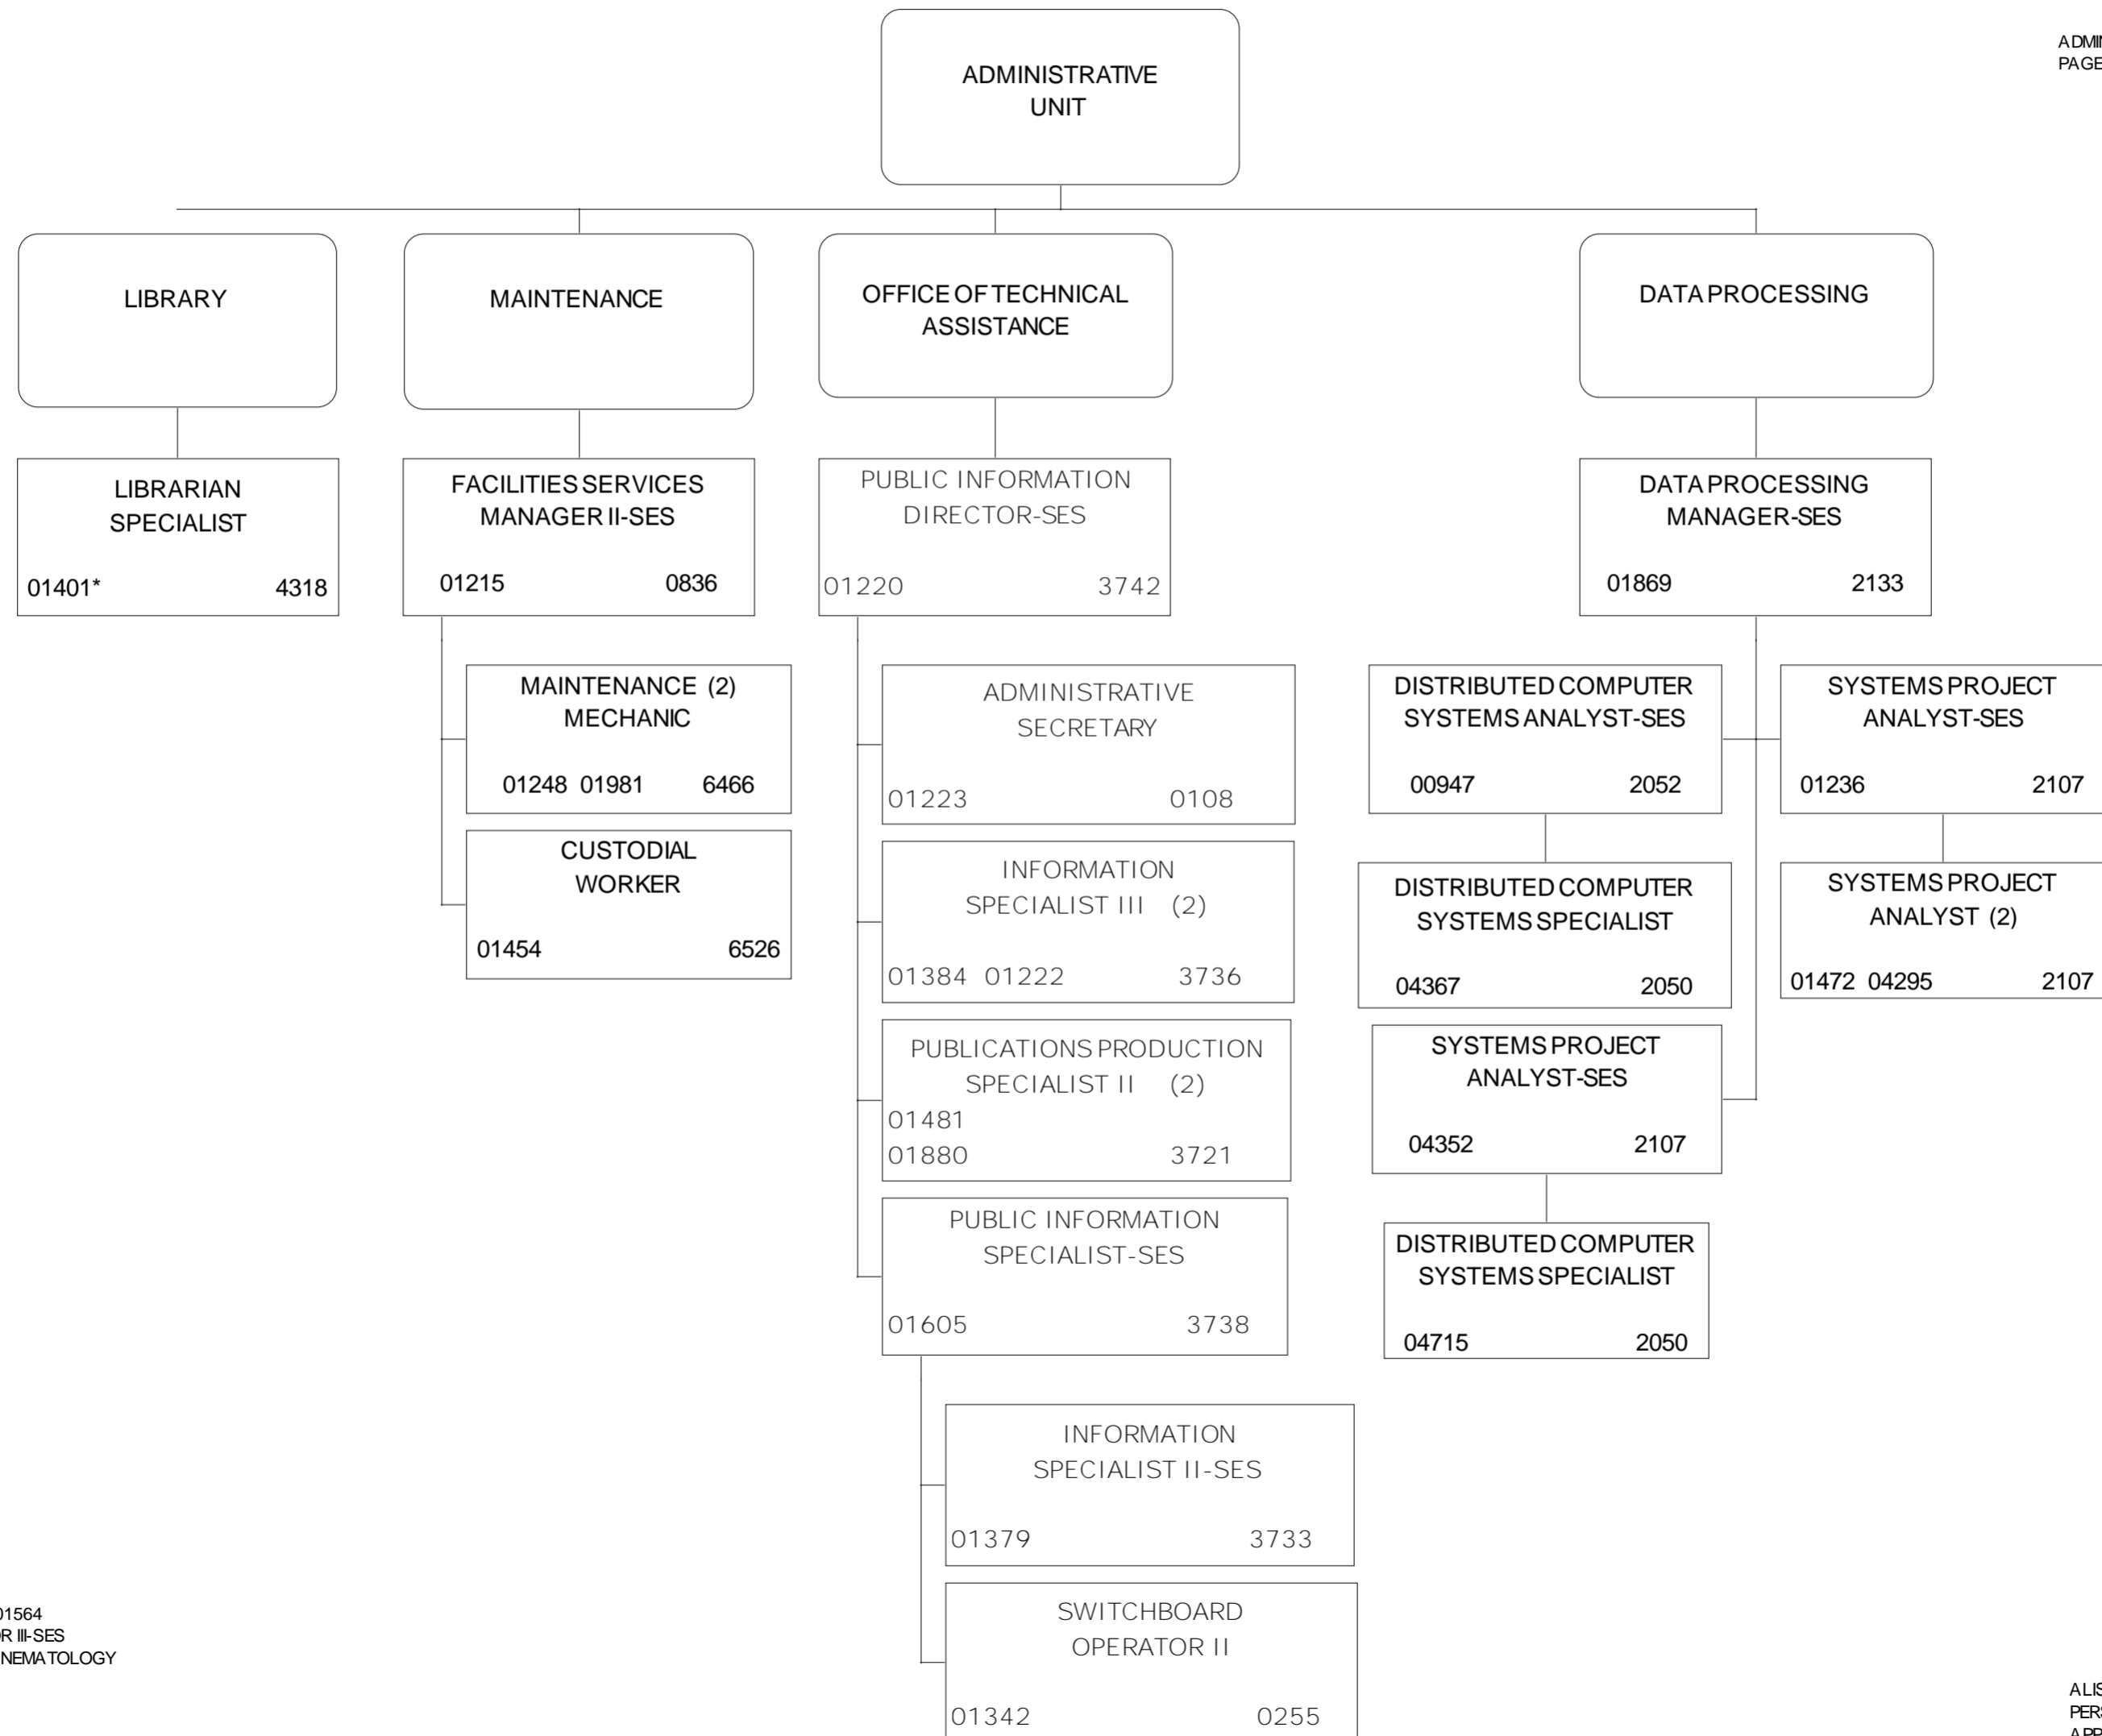 ADMINISTRATIVE
UNIT
PAGE
LIBRARY
MAINTENANCE
OFFICE OF TECHNICAL
ASSISTANCE
DATA PROCESSING
LIBRARIAN
SPECIALIST
01401* 4318
FACILITIES SERVICES
MANAGER II-SES
01215 0836
MAINTENANCE (2)
MECHANIC
01248 01981 6466
CUSTODIAL
WORKER
01454 6526
PUBLIC INFORMATION
DIRECTOR-SES
01220 3742
ADMINISTRATIVE
SECRETARY
01223 0108
INFORMATION
SPECIALIST III (2)
01384 01222 3736
PUBLICATIONS PRODUCTION
SPECIALIST II (2)
01481
01880 3721
PUBLIC INFORMATION
SPECIALIST-SES
01605 3738
INFORMATION
SPECIALIST II-SES
01379 3733
SWITCHBOARD
OPERATOR II
01342 0255
DATA PROCESSING
MANAGER-SES
01869 2133
DISTRIBUTED COMPUTER
SYSTEMS ANALYST-SES
00947 2052
DISTRIBUTED COMPUTER
SYSTEMS SPECIALIST
04367 2050
SYSTEMS PROJECT
ANALYST-SES
04352 2107
DISTRIBUTED COMPUTER
SYSTEMS SPECIALIST
04715 2050
SYSTEMS PROJECT
ANALYST-SES
01236 2107
SYSTEMS PROJECT
ANALYST (2)
01472 04295 2107
01564
III-SES
NEMATOLOGY